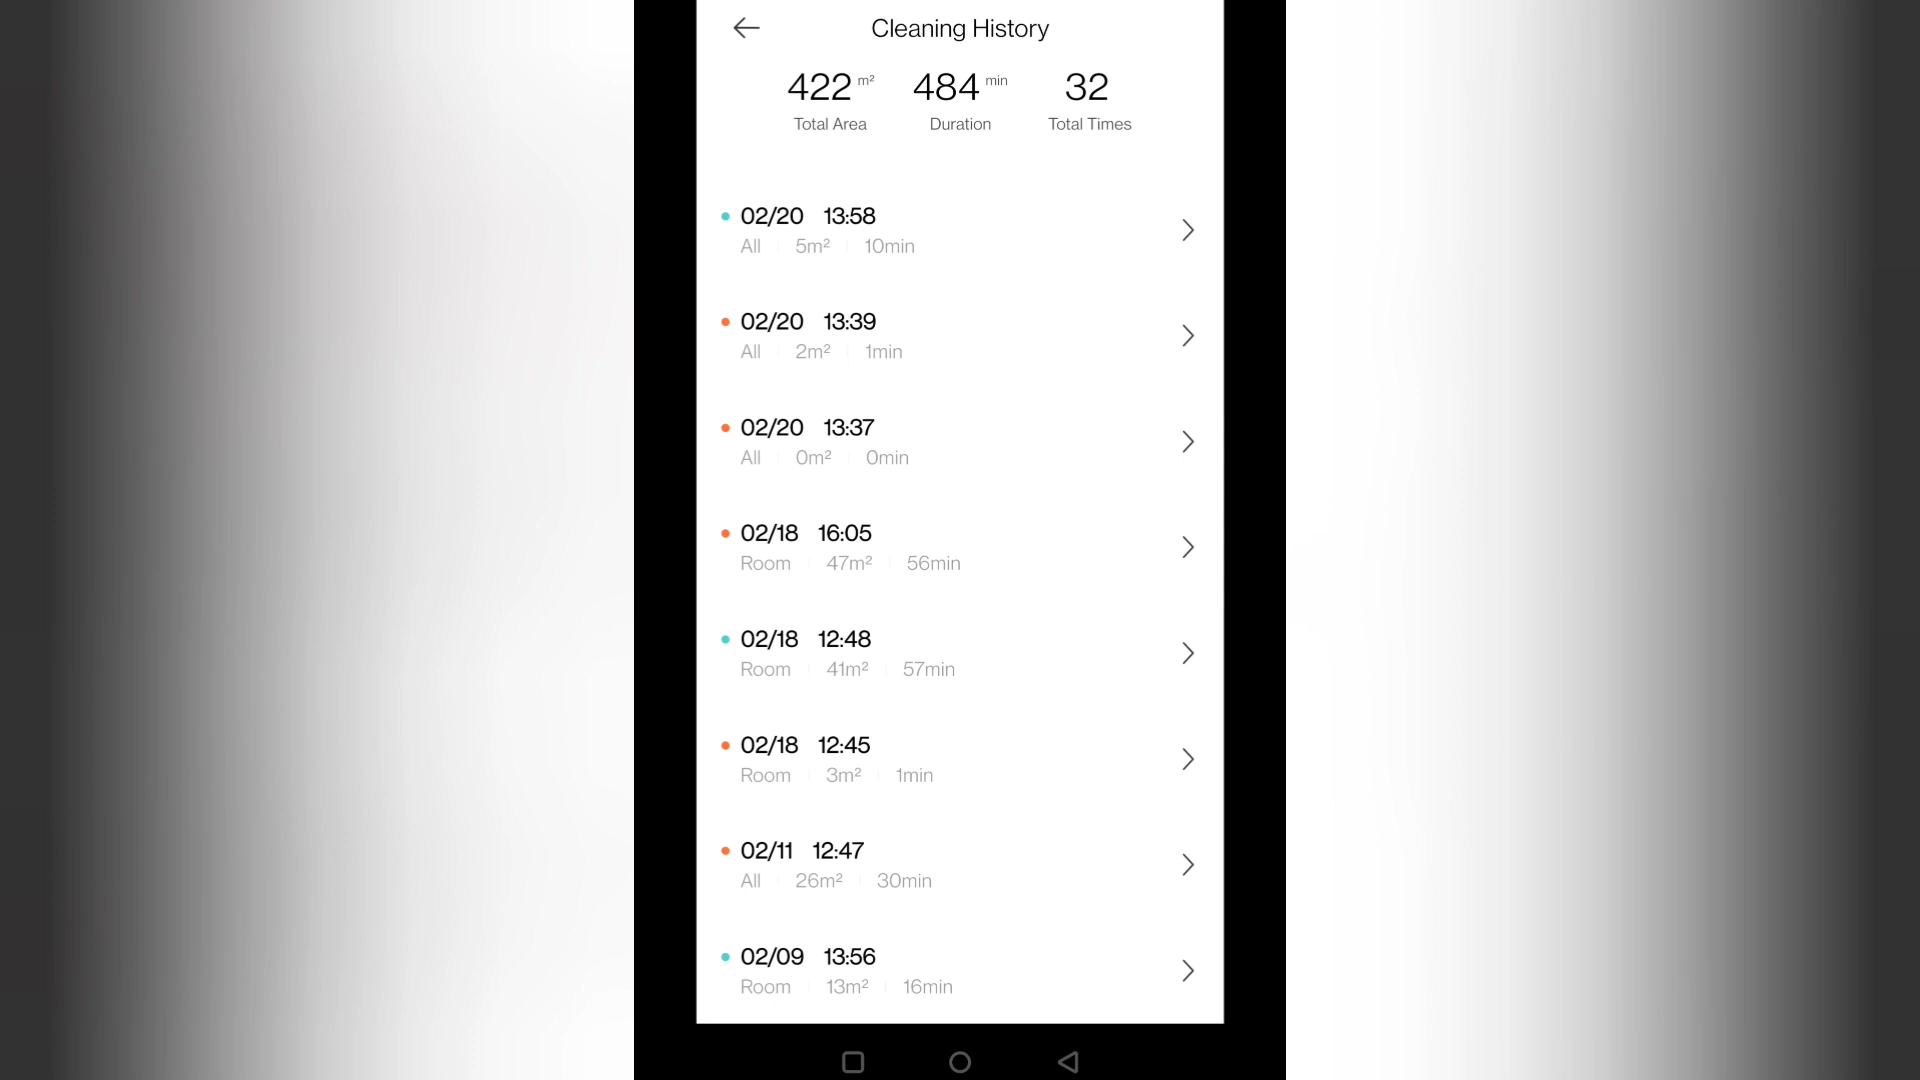 Cleaning History
422 m² 484 min 32
Total Area Duration Total Times
02/20 13:58
All 5m² 10min
02/20 13:39
All 2m² 1min
02/20 13:37
All 0m² 0min
02/18 16:05
Room 47m² 56min
02/18 12:48
Room 41m² 57min
02/18 12:45
Room 3m² 1min
02/11 12:47
All 26m² 30min
02/09 13:56
Room 13m² 16min